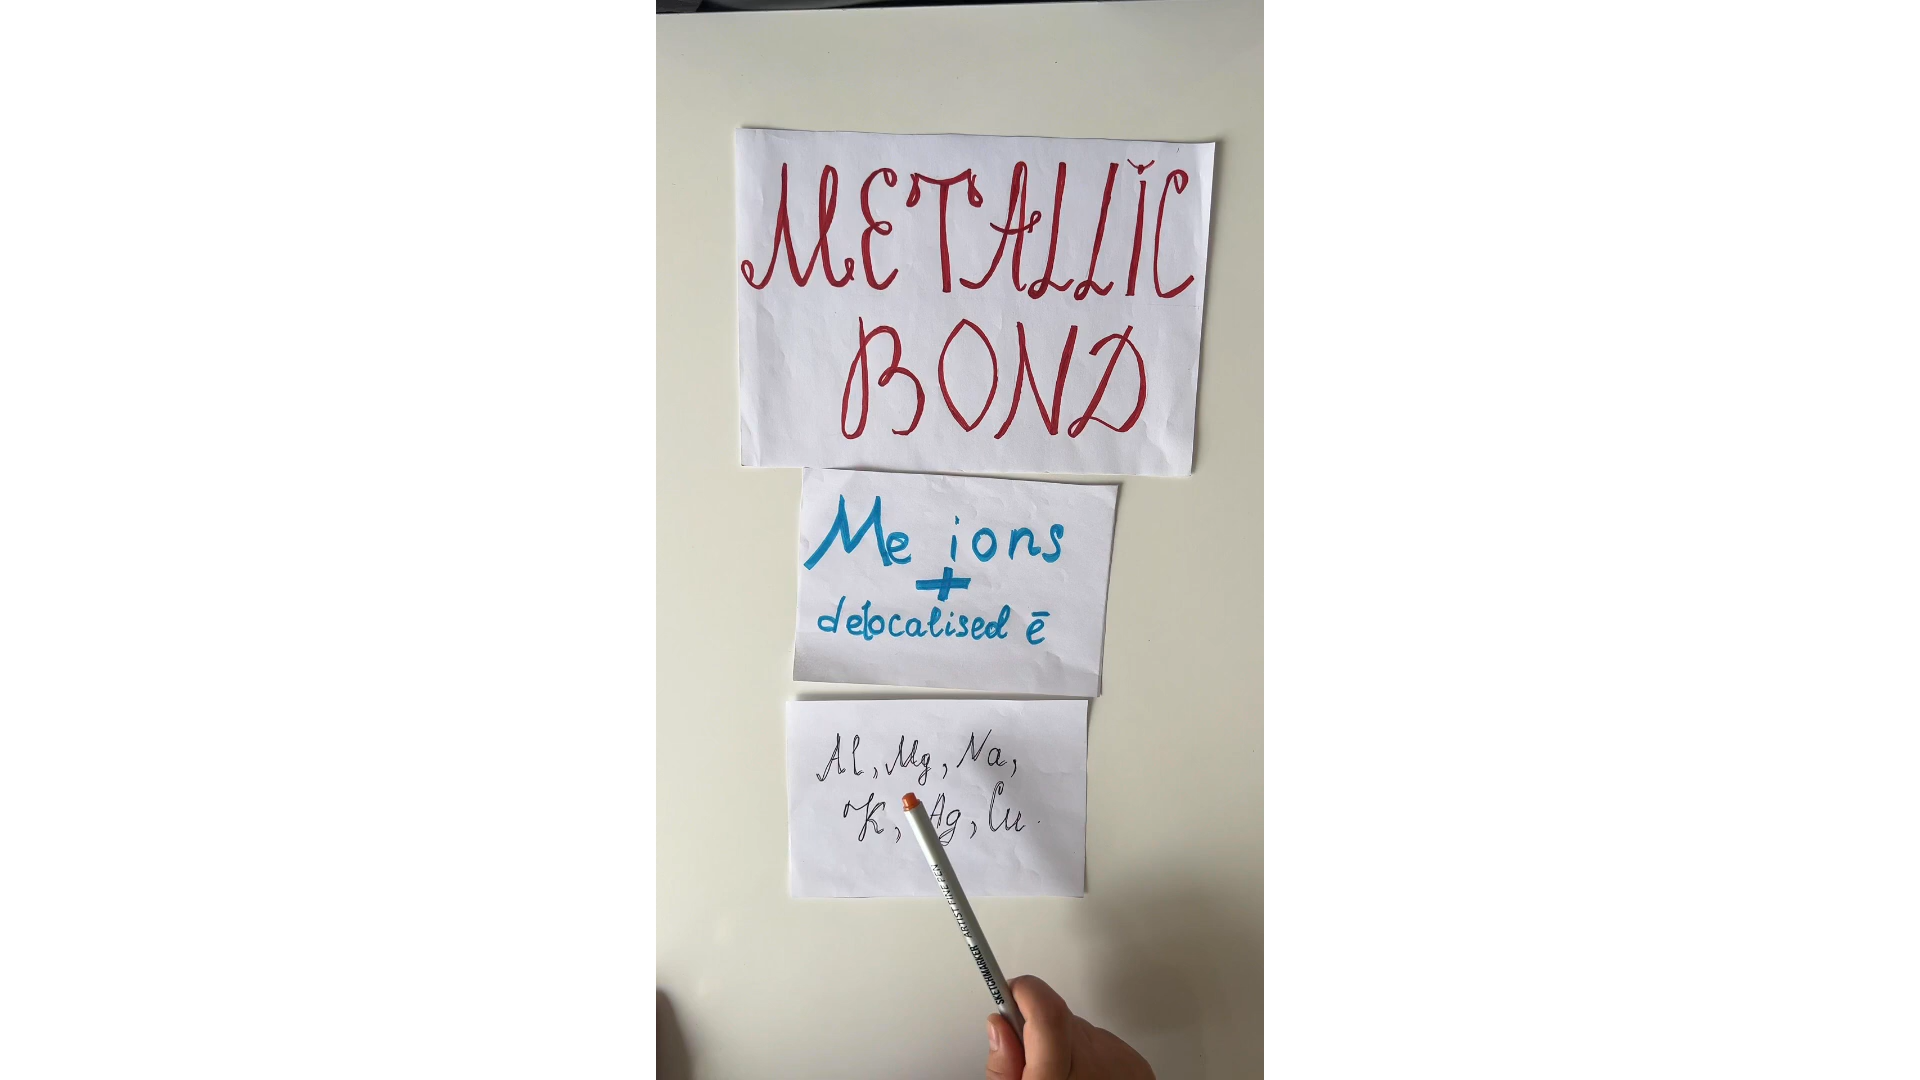 METALLIC
BOND
Me ions
+
delocalised ē
Al, Mg, Na,
K, Ag, Cu.
SKETCHMARKER ARTIST FINE PEN